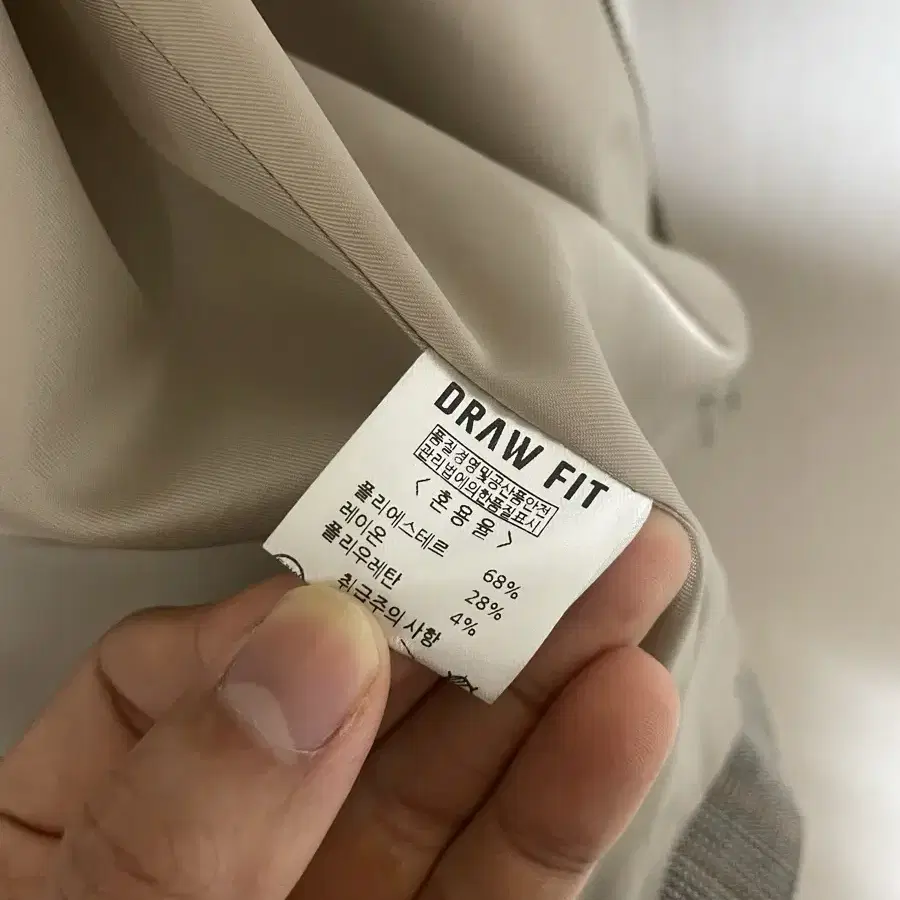 DRAW FIT
품질경영및공산품안전
관리법에의한품질표시
< 혼용율 >
폴리에스테르 68%
레이온 28%
폴리우레탄 4%
취급주의사항